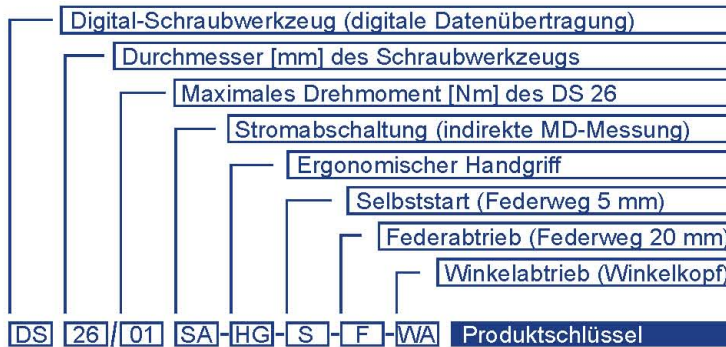 Digital-Schraubwerkzeug (digitale Datenübertragung)
Durchmesser [mm] des Schraubwerkzeugs
Maximales Drehmoment [Nm] des DS 26
Stromabschaltung (indirekte MD-Messung)
Ergonomischer Handgriff
Selbststart (Federweg 5 mm)
Federabtrieb (Federweg 20 mm)
Winkelabtrieb (Winkelkopf)
DS 26/01 SA-HG-S-F-WA Produktschlüssel